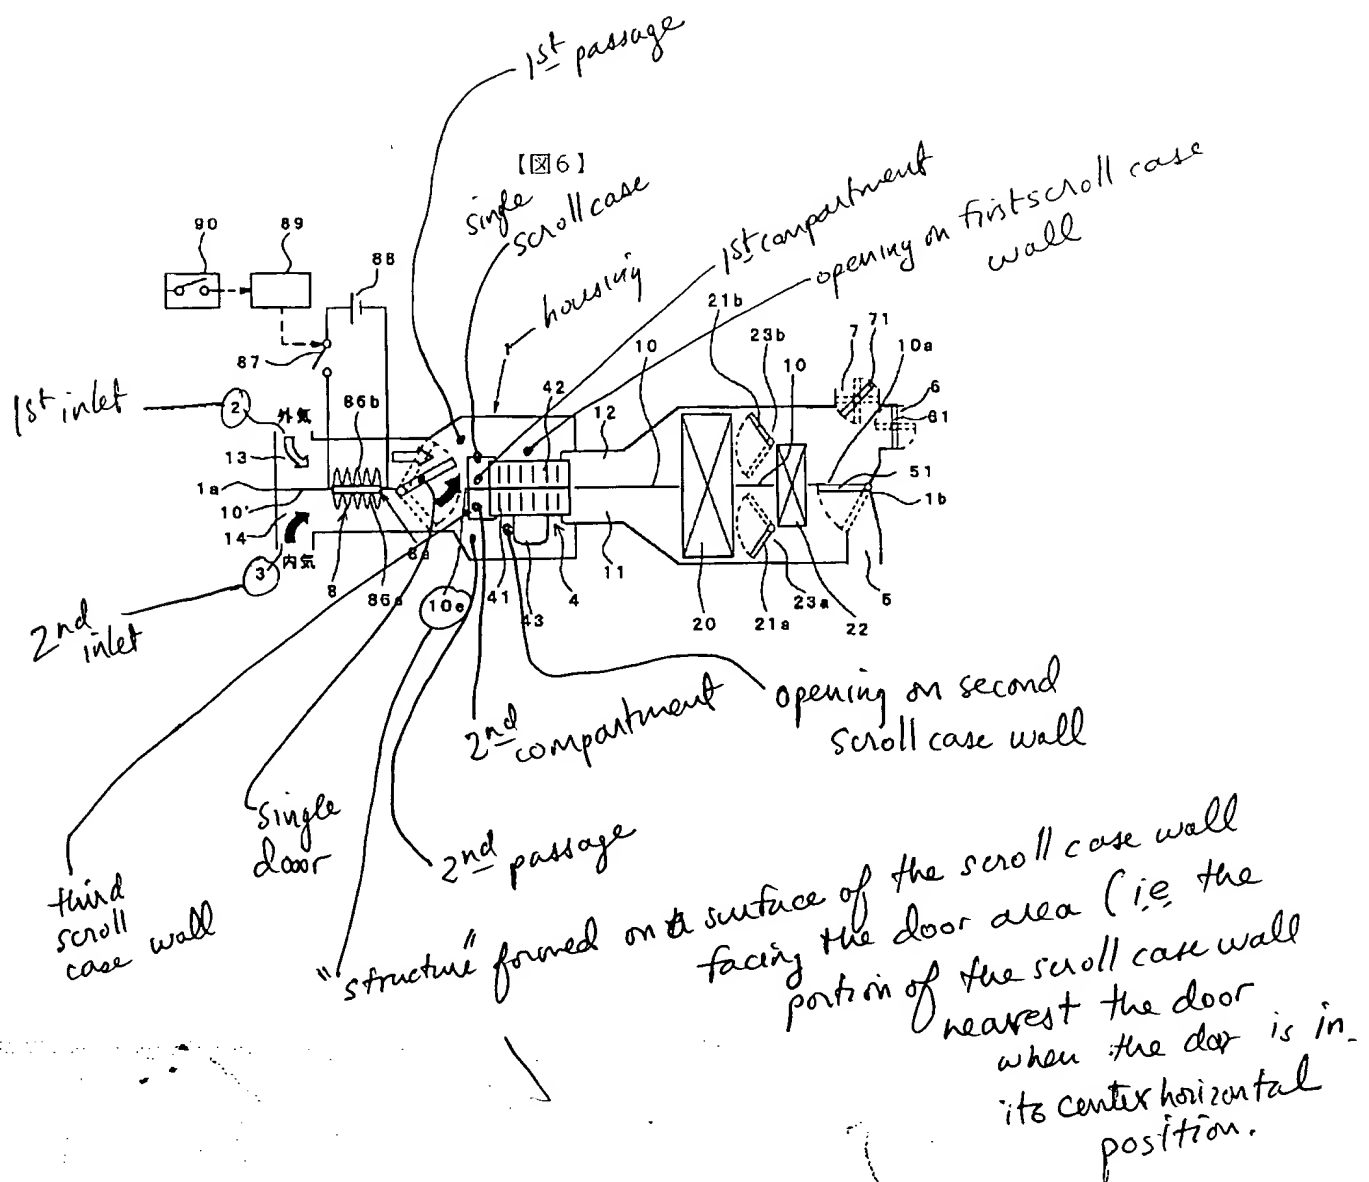 1st passage
【図6】
single
scroll case
1st compartment
opening on first scroll case
wall
housing
90
89
88
87
1st inlet
2
外気
86b
13
1a
10'
14
3
内気
2nd
inlet
8
8a
86a
10e
1
42
12
10
21b
23b
10
7
71
10a
6
61
51
1b
41
43
4
11
20
21a
23a
22
5
2nd
compartment
opening on second
scroll case wall
single
door
2nd passage
third
scroll
case wall
"structure" formed on a surface of the scroll case wall
facing the door area (i.e the
portion of the scroll case wall
nearest the door
when the door is in
its center horizontal
position.